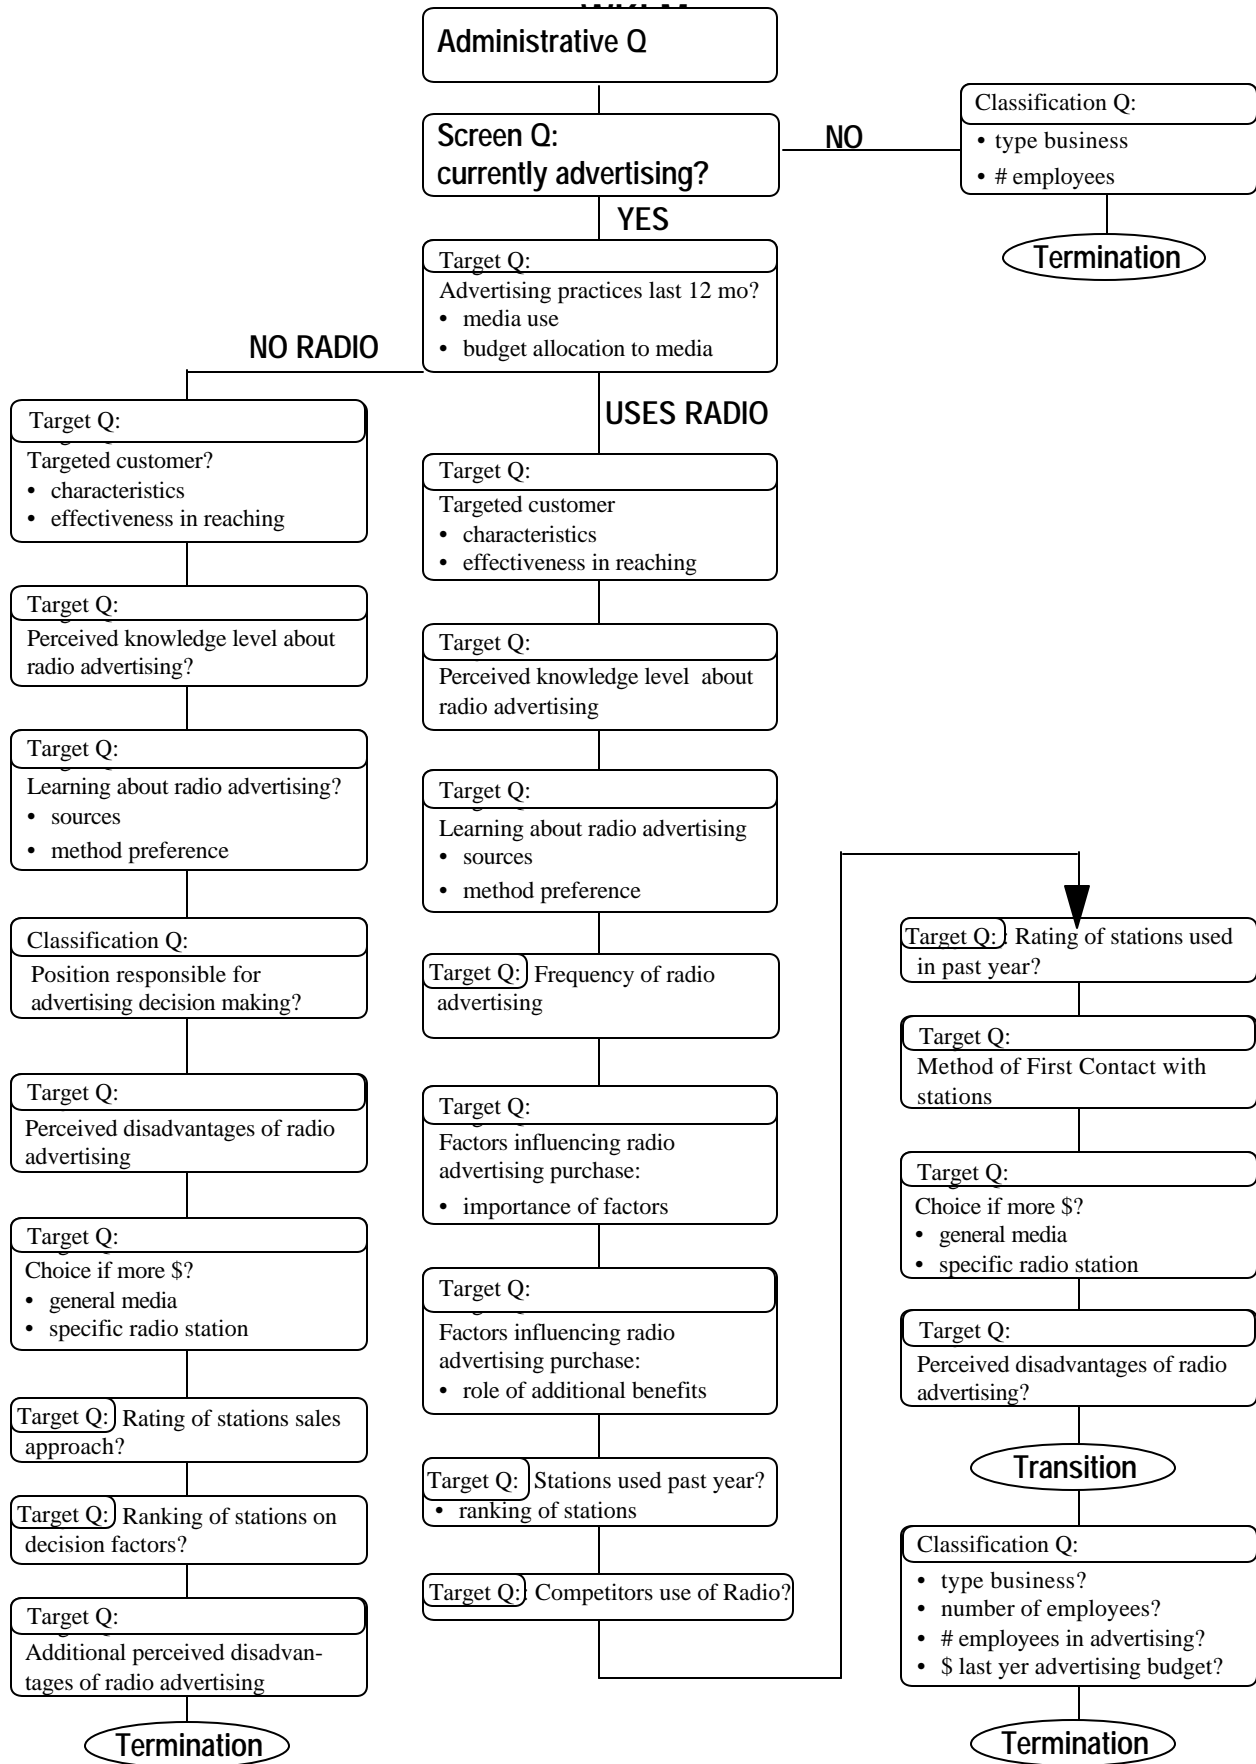 Administrative Q
Screen Q:
currently advertising?
NO
Classification Q:
• type business
• # employees
Termination
YES
Target Q:
Advertising practices last 12 mo?
• media use
• budget allocation to media
NO RADIO
USES RADIO
Target Q:
Targeted customer?
• characteristics
• effectiveness in reaching
Target Q:
Perceived knowledge level about
radio advertising?
Target Q:
Learning about radio advertising?
• sources
• method preference
Classification Q:
Position responsible for
advertising decision making?
Target Q:
Perceived disadvantages of radio
advertising
Target Q:
Choice if more $?
• general media
• specific radio station
Target Q: Rating of stations sales
approach?
Target Q: Ranking of stations on
decision factors?
Target Q:
Additional perceived disadvan-
tages of radio advertising
Termination
Target Q:
Targeted customer
• characteristics
• effectiveness in reaching
Target Q:
Perceived knowledge level about
radio advertising
Target Q:
Learning about radio advertising
• sources
• method preference
Target Q: Frequency of radio
advertising
Target Q:
Factors influencing radio
advertising purchase:
• importance of factors
Target Q:
Factors influencing radio
advertising purchase:
• role of additional benefits
Target Q: Stations used past year?
• ranking of stations
Target Q: : Competitors use of Radio?
Target Q: : Rating of stations used
in past year?
Target Q:
Method of First Contact with
stations
Target Q:
Choice if more $?
• general media
• specific radio station
Target Q:
Perceived disadvantages of radio
advertising?
Transition
Classification Q:
• type business?
• number of employees?
• # employees in advertising?
• $ last yer advertising budget?
Termination